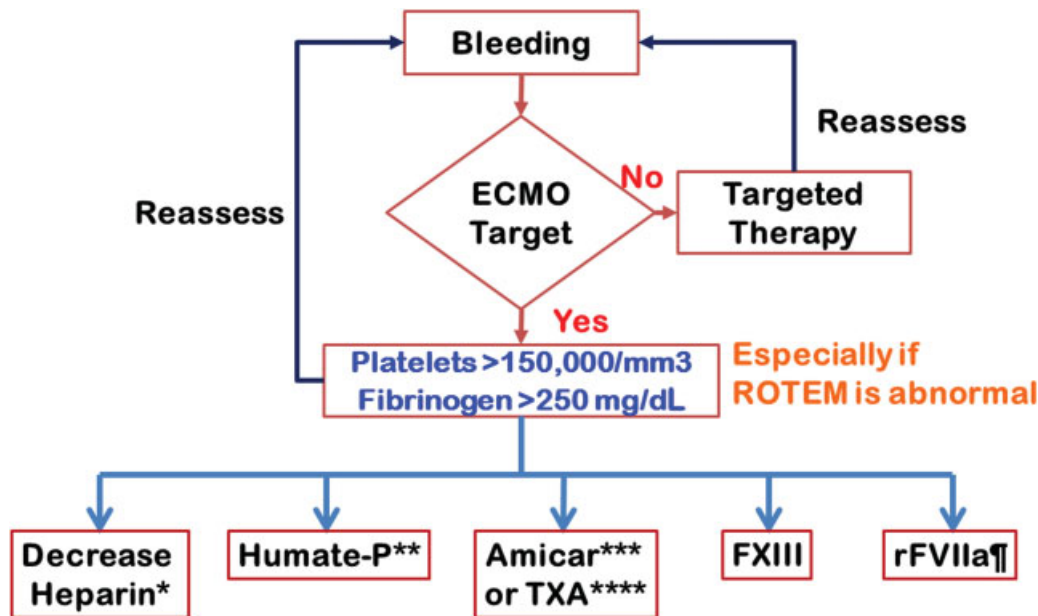 Bleeding
Reassess
No
ECMO
Target
Targeted
Therapy
Reassess
Yes
Platelets >150,000/mm3
Fibrinogen >250 mg/dL
Especially if
ROTEM is abnormal
Decrease
Heparin*
Humate-P**
Amicar***
or TXA****
FXIII
rFVIIa¶